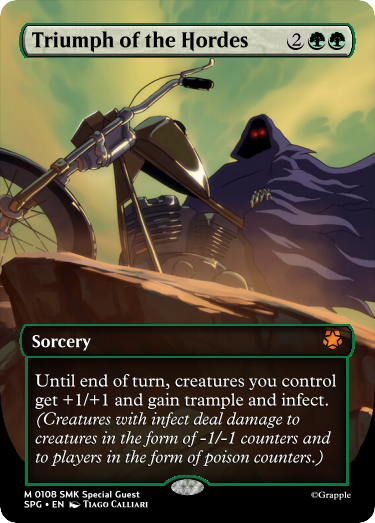 Triumph of the Hordes 2
Sorcery
Until end of turn, creatures you control
get +1/+1 and gain trample and infect.
(Creatures with infect deal damage to
creatures in the form of -1/-1 counters and
to players in the form of poison counters.)
M 0108 SMK Special Guest
SPG • EN Tiago Calliari
©Grapple